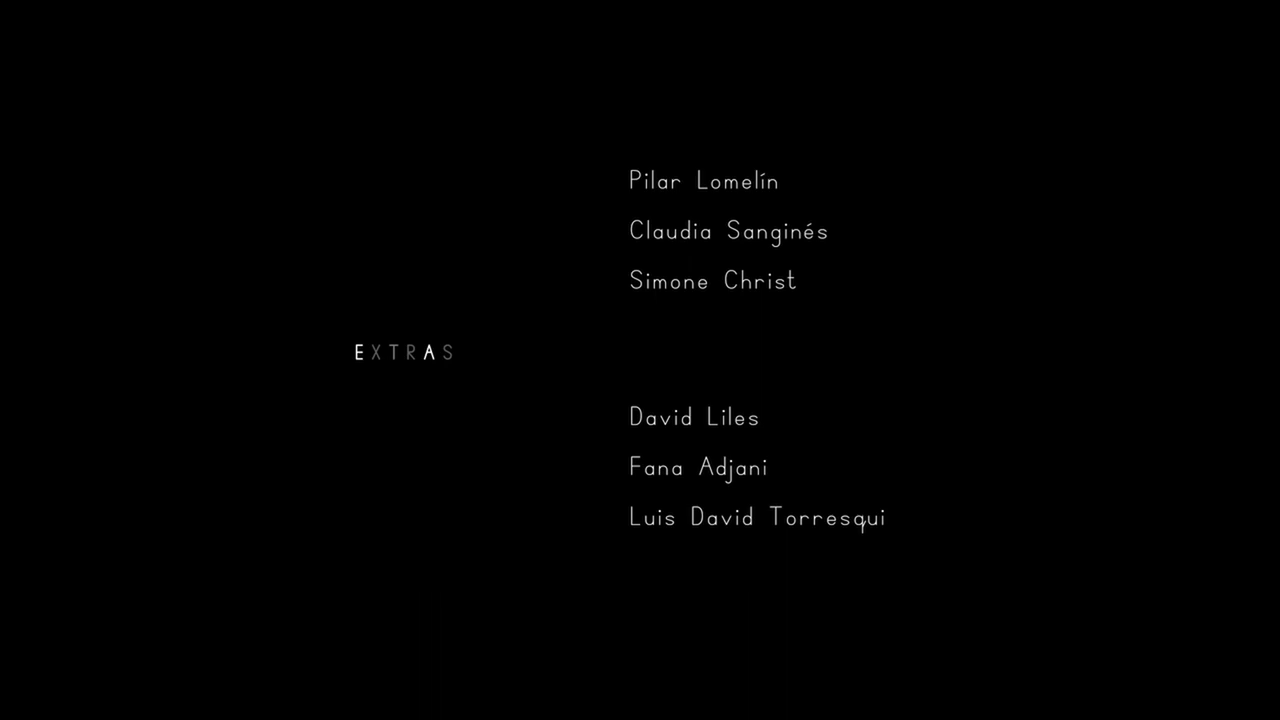 Pilar Lomelín
Claudia Sanginés
Simone Christ
EXTRAS
David Liles
Fana Adjani
Luis David Torresqui